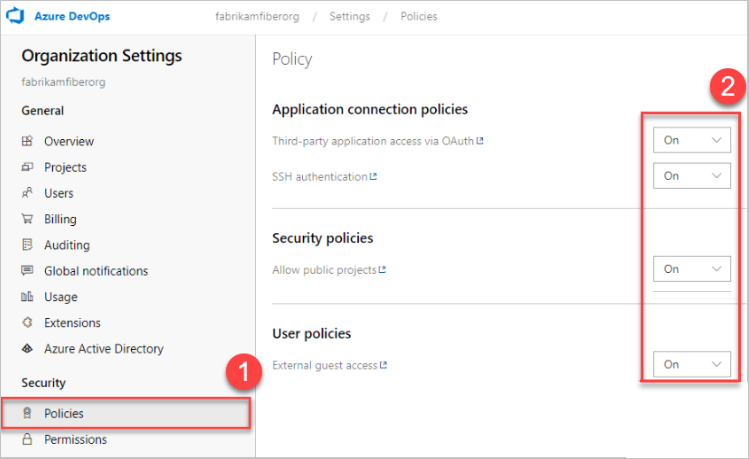 Azure DevOps
fabrikamfiberorg / Settings / Policies
Organization Settings
fabrikamfiberorg
General
Overview
Projects
Users
Billing
Auditing
Global notifications
Usage
Extensions
Azure Active Directory
Security
1
Policies
Permissions
Policy
2
Application connection policies
Third-party application access via OAuth
On
SSH authentication
On
Security policies
Allow public projects
On
User policies
External guest access
On